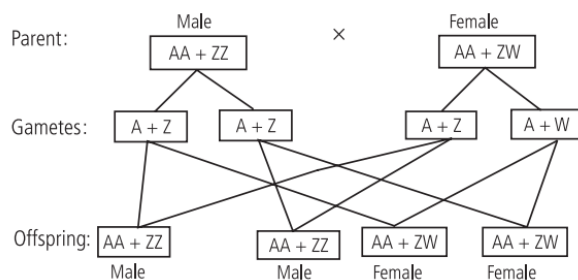 Male Female
Parent: AA + ZZ × AA + ZW
Gametes: A + Z A + Z A + Z A + W
Offspring: AA + ZZ AA + ZZ AA + ZW AA + ZW
Male Male Female Female